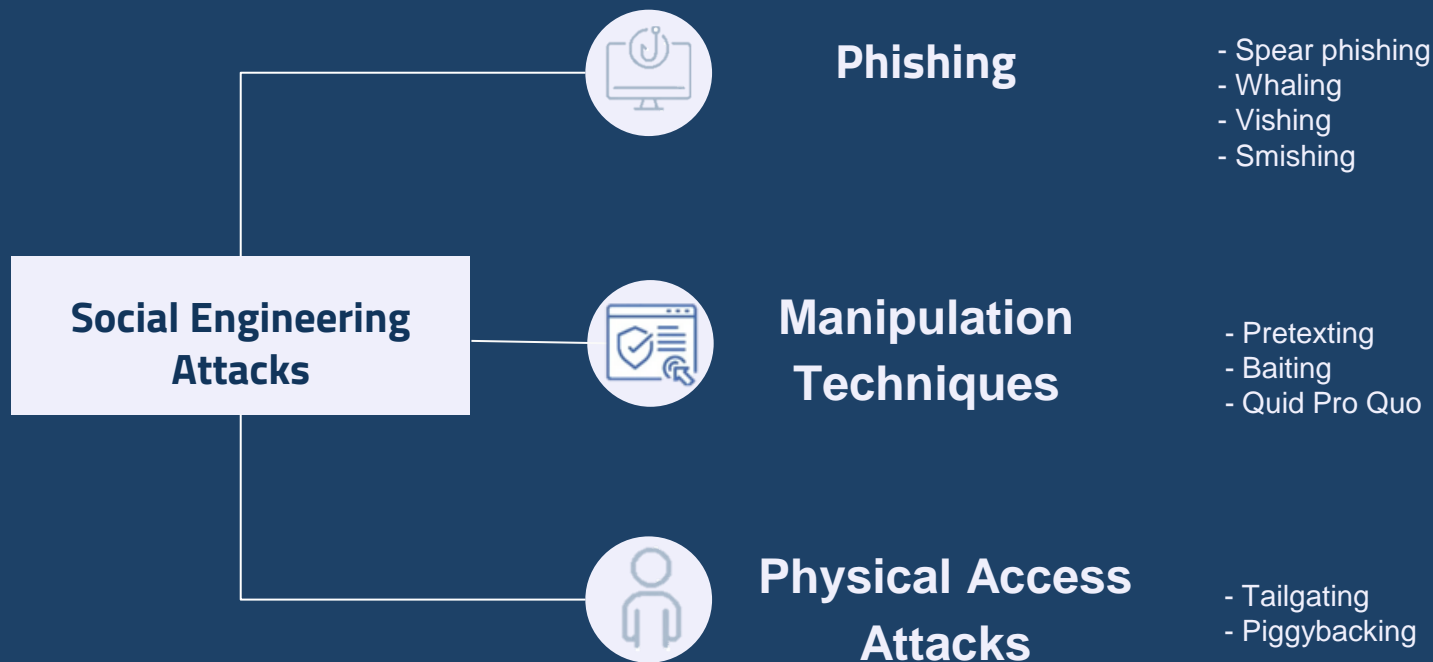 Phishing
- Spear phishing
- Whaling
- Vishing
- Smishing
Social Engineering
Attacks
Manipulation
Techniques
- Pretexting
- Baiting
- Quid Pro Quo
Physical Access
Attacks
- Tailgating
- Piggybacking